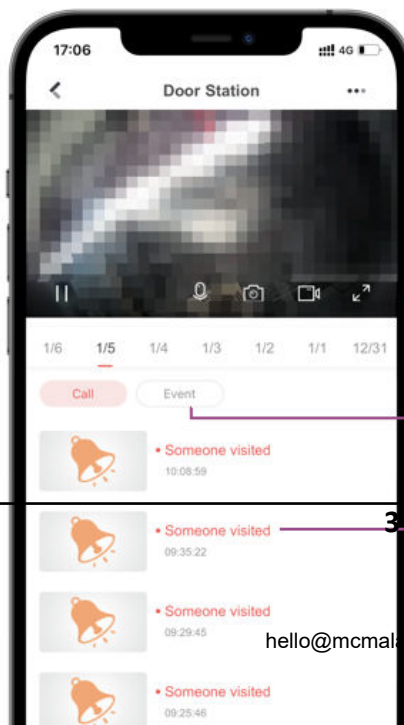 17:06 4G
Door Station
1/6 1/5 1/4 1/3 1/2 1/1 12/31
Call Event
• Someone visited
10:08:59
• Someone visited
3
09:35:22
• Someone visited
09:29:45
hello@mcmal
• Someone visited
09:25:46